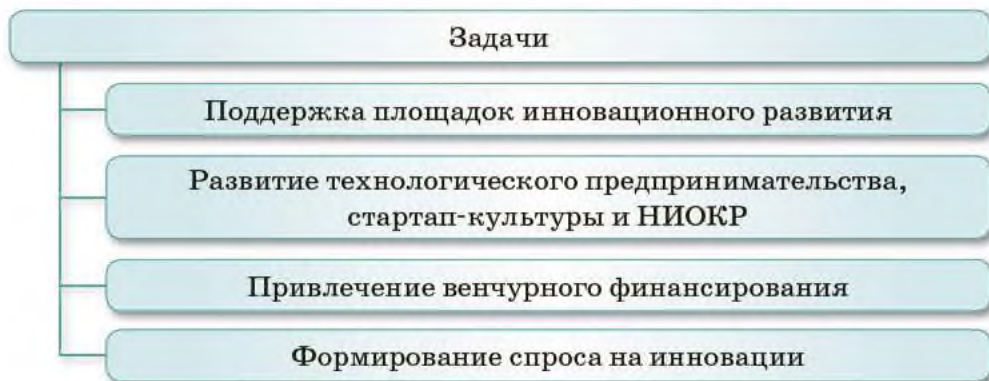 Задачи
Поддержка площадок инновационного развития
Развитие технологического предпринимательства,
стартап-культуры и НИОКР
Привлечение венчурного финансирования
Формирование спроса на инновации